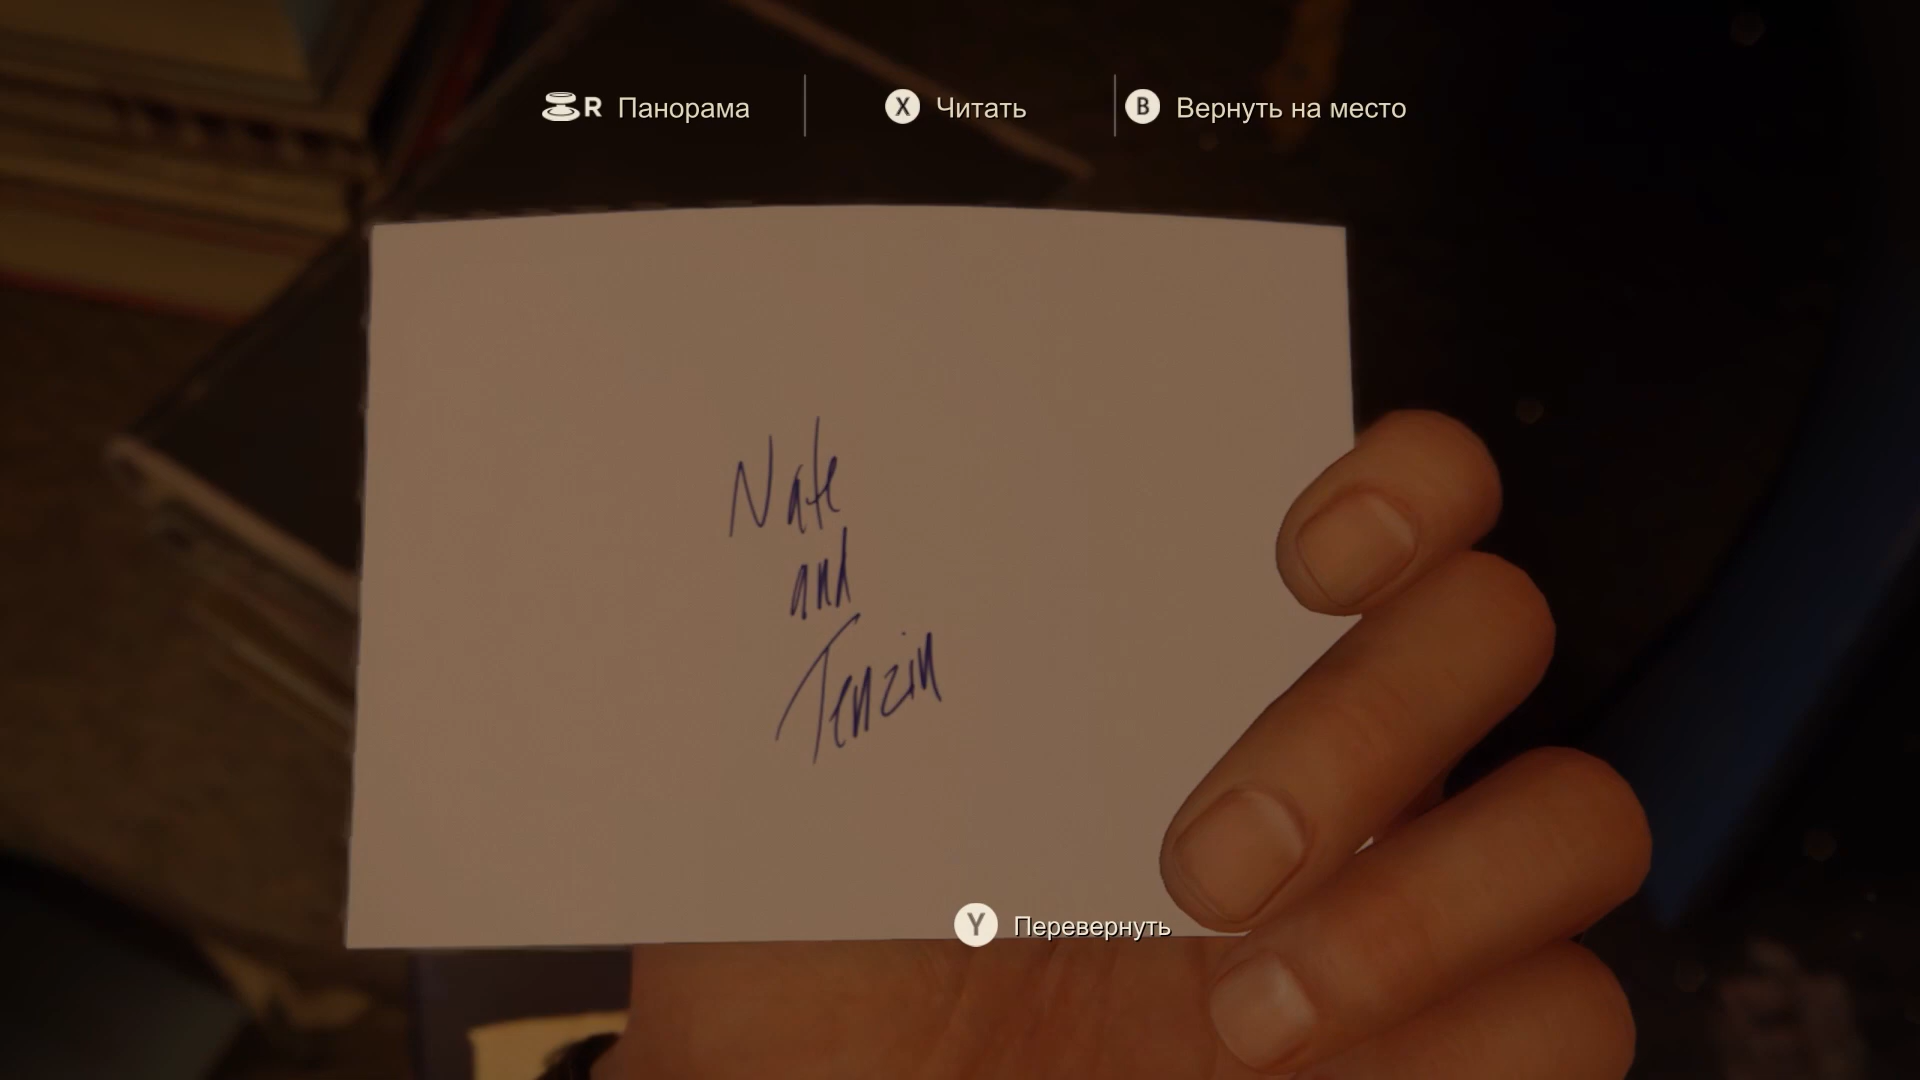 R Панорама
X Читать
B Вернуть на место
Nate
and
Tenzin
Y Перевернуть